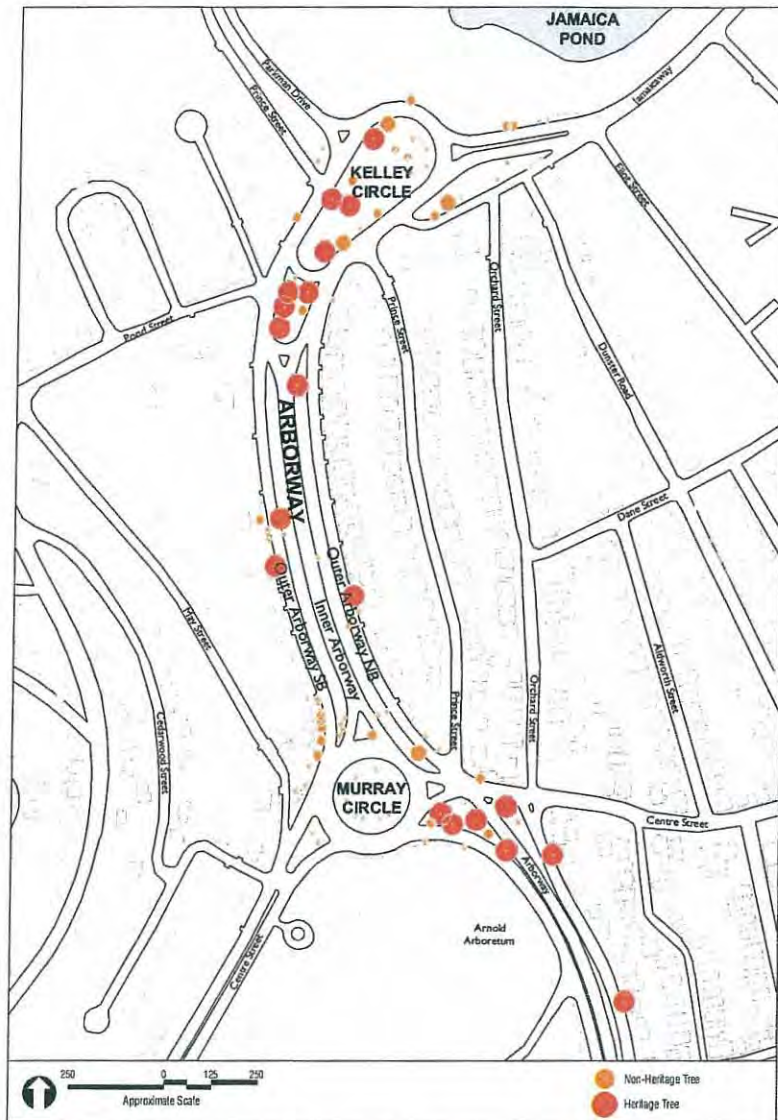 JAMAICA
POND
Parkman Drive
Prince Street
Jamaicaway
KELLEY
CIRCLE
Eliot Street
Orchard Street
Prince Street
Pond Street
Dunster Road
ARBORWAY
Dane Street
Outer Arborway NB
Outer Arborway SB
Inner Arborway
May Street
Cedarwood Street
Aldworth Street
Prince Street
Orchard Street
MURRAY
CIRCLE
Centre Street
Arborway
Arnold
Arboretum
Centre Street
250 0 125 250
Approximate Scale
Non-Heritage Tree
Heritage Tree